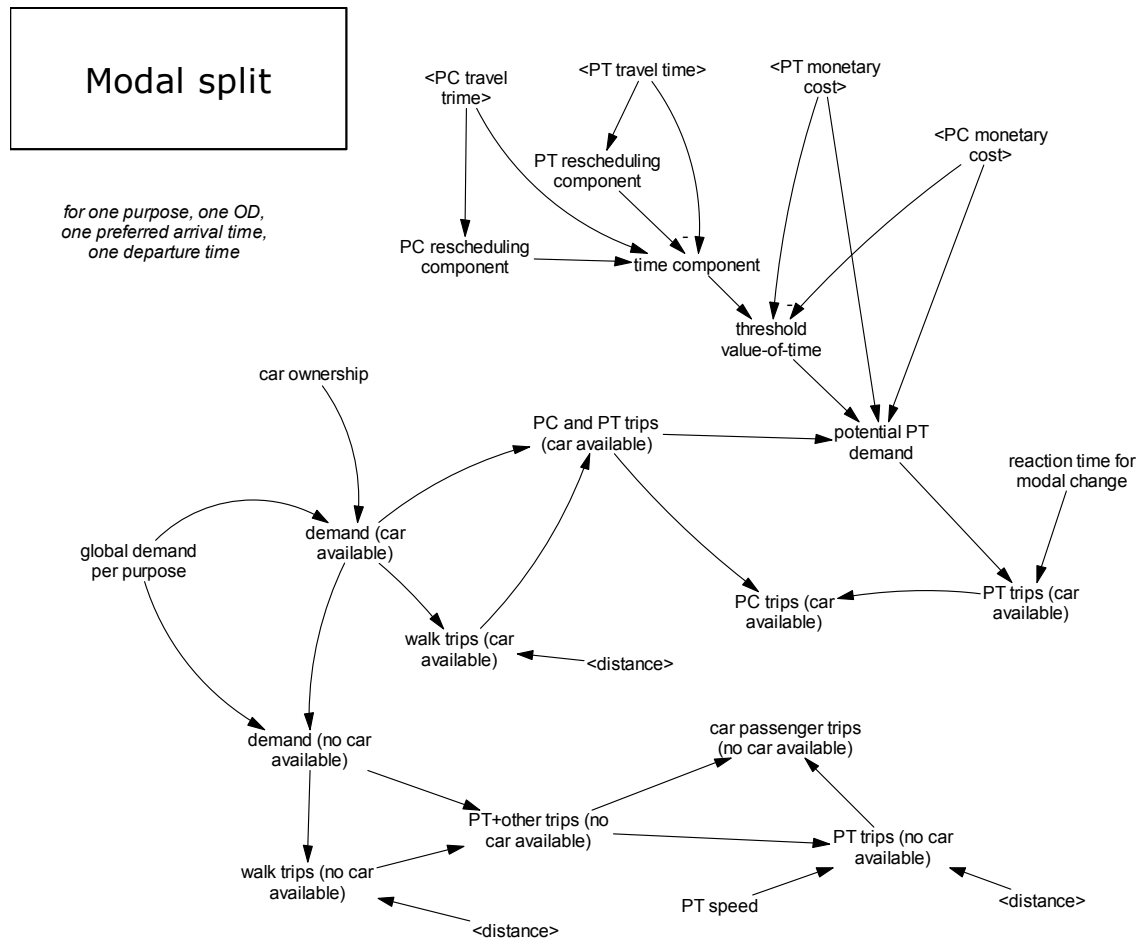 Modal split
for one purpose, one OD,
one preferred arrival time,
one departure time
<PC travel
trime>
<PT travel time>
<PT monetary
cost>
<PC monetary
cost>
PT rescheduling
component
PC rescheduling
component
-
time component
-
threshold
value-of-time
car ownership
PC and PT trips
(car available)
potential PT
demand
reaction time for
modal change
demand (car
available)
global demand
per purpose
PC trips (car
available)
PT trips (car
available)
walk trips (car
available)
<distance>
demand (no car
available)
car passenger trips
(no car available)
PT+other trips (no
car available)
PT trips (no car
available)
walk trips (no car
available)
PT speed
<distance>
<distance>